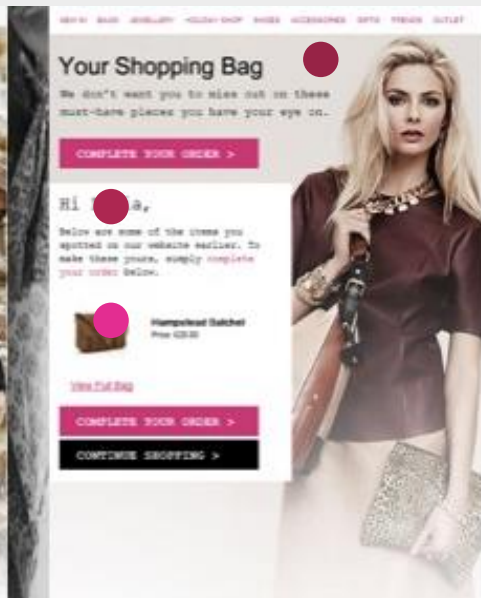 NEW IN BAGS JEWELLERY HOLIDAY SHOP SHOES ACCESSORIES GIFTS TRENDS OUTLET
Your Shopping Bag
We don't want you to miss out on these
must-have pieces you have your eye on.
COMPLETE YOUR ORDER >
Hi
Below are some of the items you
spotted on our website earlier. To
make these yours, simply complete
your order below.
Hampstead Satchel
Price
View Full Bag
COMPLETE YOUR ORDER >
CONTINUE SHOPPING >